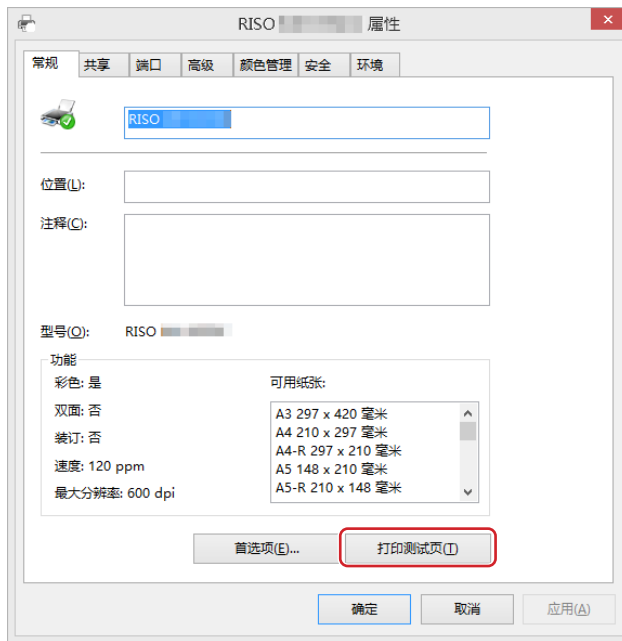 RISO 属性
常规 共享 端口 高级 颜色管理 安全 环境
RISO
位置(L):
注释(C):
型号(O): RISO
功能
彩色: 是
双面: 否
装订: 否
速度: 120 ppm
最大分辨率: 600 dpi
可用纸张:
A3 297 x 420 毫米
A4 210 x 297 毫米
A4-R 297 x 210 毫米
A5 148 x 210 毫米
A5-R 210 x 148 毫米
首选项(E)... 打印测试页(T)
确定 取消 应用(A)